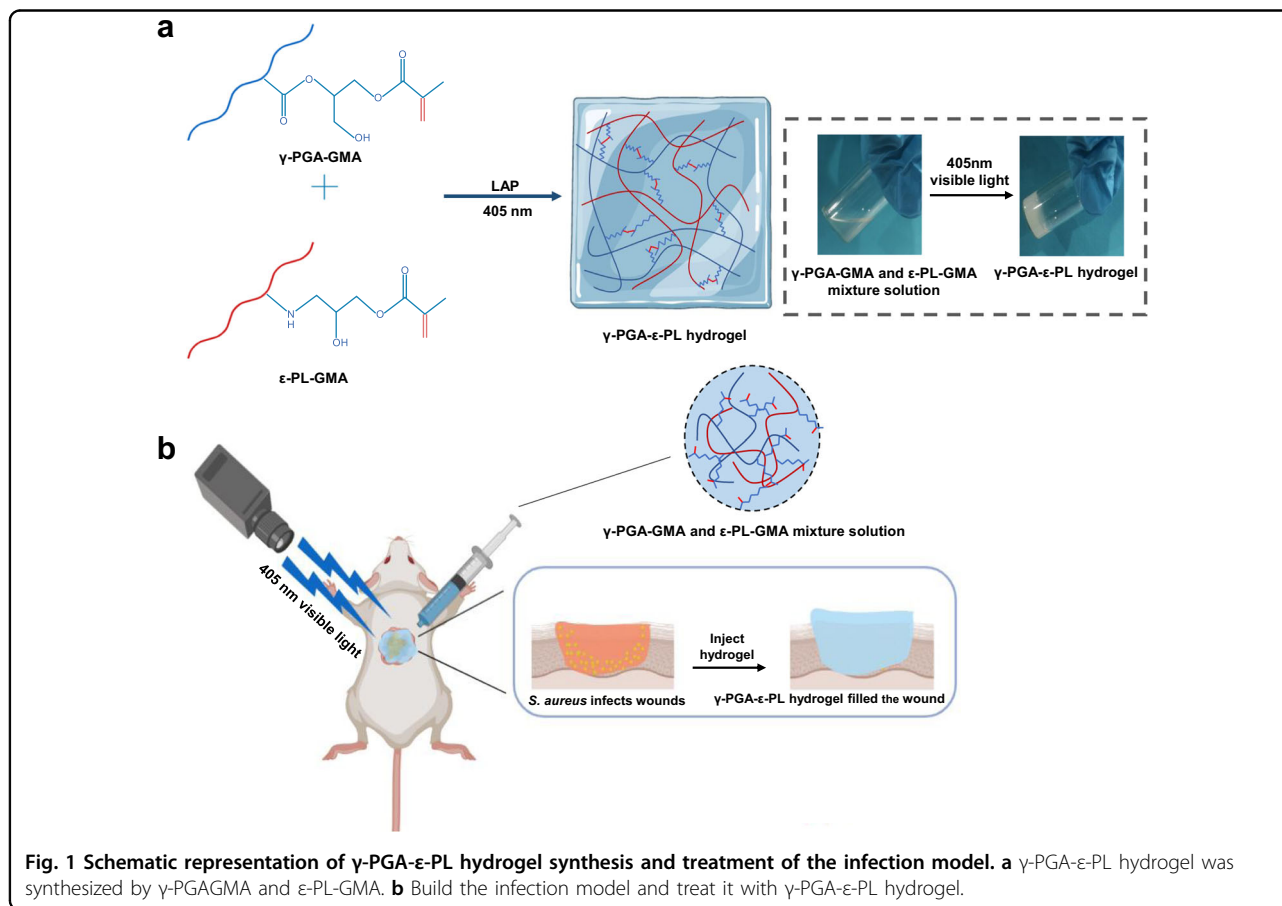 a
O
O
O
O
OH
γ-PGA-GMA
+
N
H
OH
O
O
ε-PL-GMA
LAP
405 nm
γ-PGA-ε-PL hydrogel
405nm
visible light
γ-PGA-GMA and ε-PL-GMA
mixture solution
γ-PGA-ε-PL hydrogel
b
405 nm visible light
γ-PGA-GMA and ε-PL-GMA mixture solution
S. aureus infects wounds
Inject
hydrogel
γ-PGA-ε-PL hydrogel filled the wound
Fig. 1 Schematic representation of γ-PGA-ε-PL hydrogel synthesis and treatment of the infection model. a γ-PGA-ε-PL hydrogel was
synthesized by γ-PGAGMA and ε-PL-GMA. b Build the infection model and treat it with γ-PGA-ε-PL hydrogel.